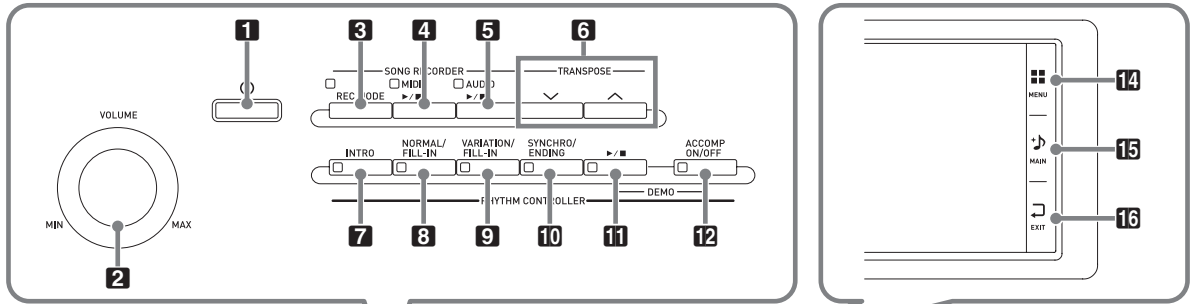 1 3 4 5 6
SONG RECORDER TRANSPOSE
REC MODE MIDI ▶/■ AUDIO ▶/■
VOLUME
MIN MAX
2
INTRO NORMAL/FILL-IN VARIATION/FILL-IN SYNCHRO/ENDING ▶/■ ACCOMP ON/OFF
DEMO
RHYTHM CONTROLLER
7 8 9 10 11 12
MENU 14
MAIN 15
EXIT 16